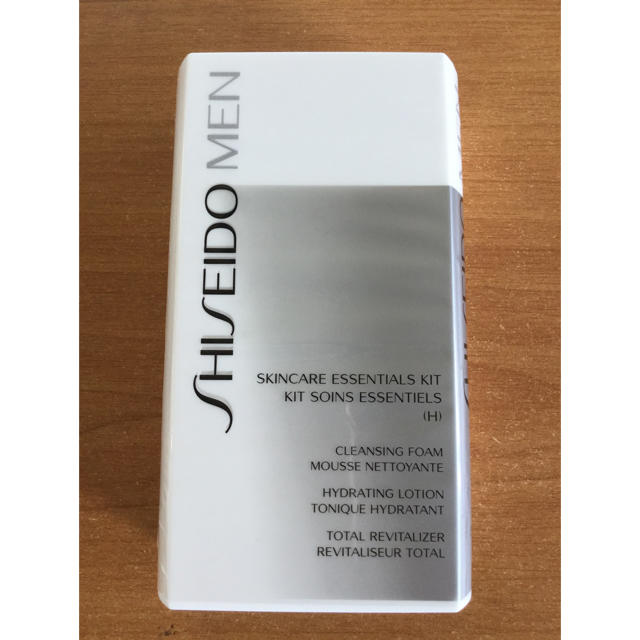 SHISEIDO MEN
SKINCARE ESSENTIALS KIT
KIT SOINS ESSENTIELS
(H)
CLEANSING FOAM
MOUSSE NETTOYANTE
HYDRATING LOTION
TONIQUE HYDRATANT
TOTAL REVITALIZER
REVITALISEUR TOTAL